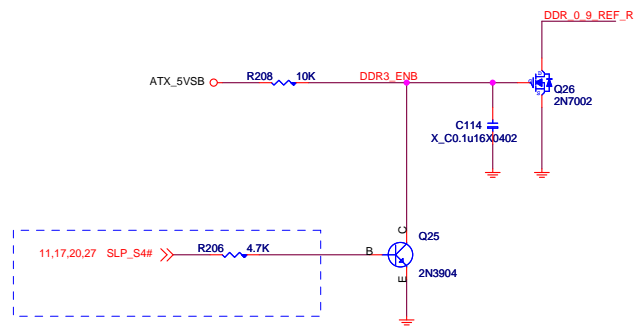 DDR_0_9_REF_R
R208 10K DDR3_ENB
ATX_5VSB
D
G
S
Q26
2N7002
C114
X_C0.1u16X0402
C
Q25
R206 4.7K
11,17,20,27 SLP_S4#
B
2N3904
E